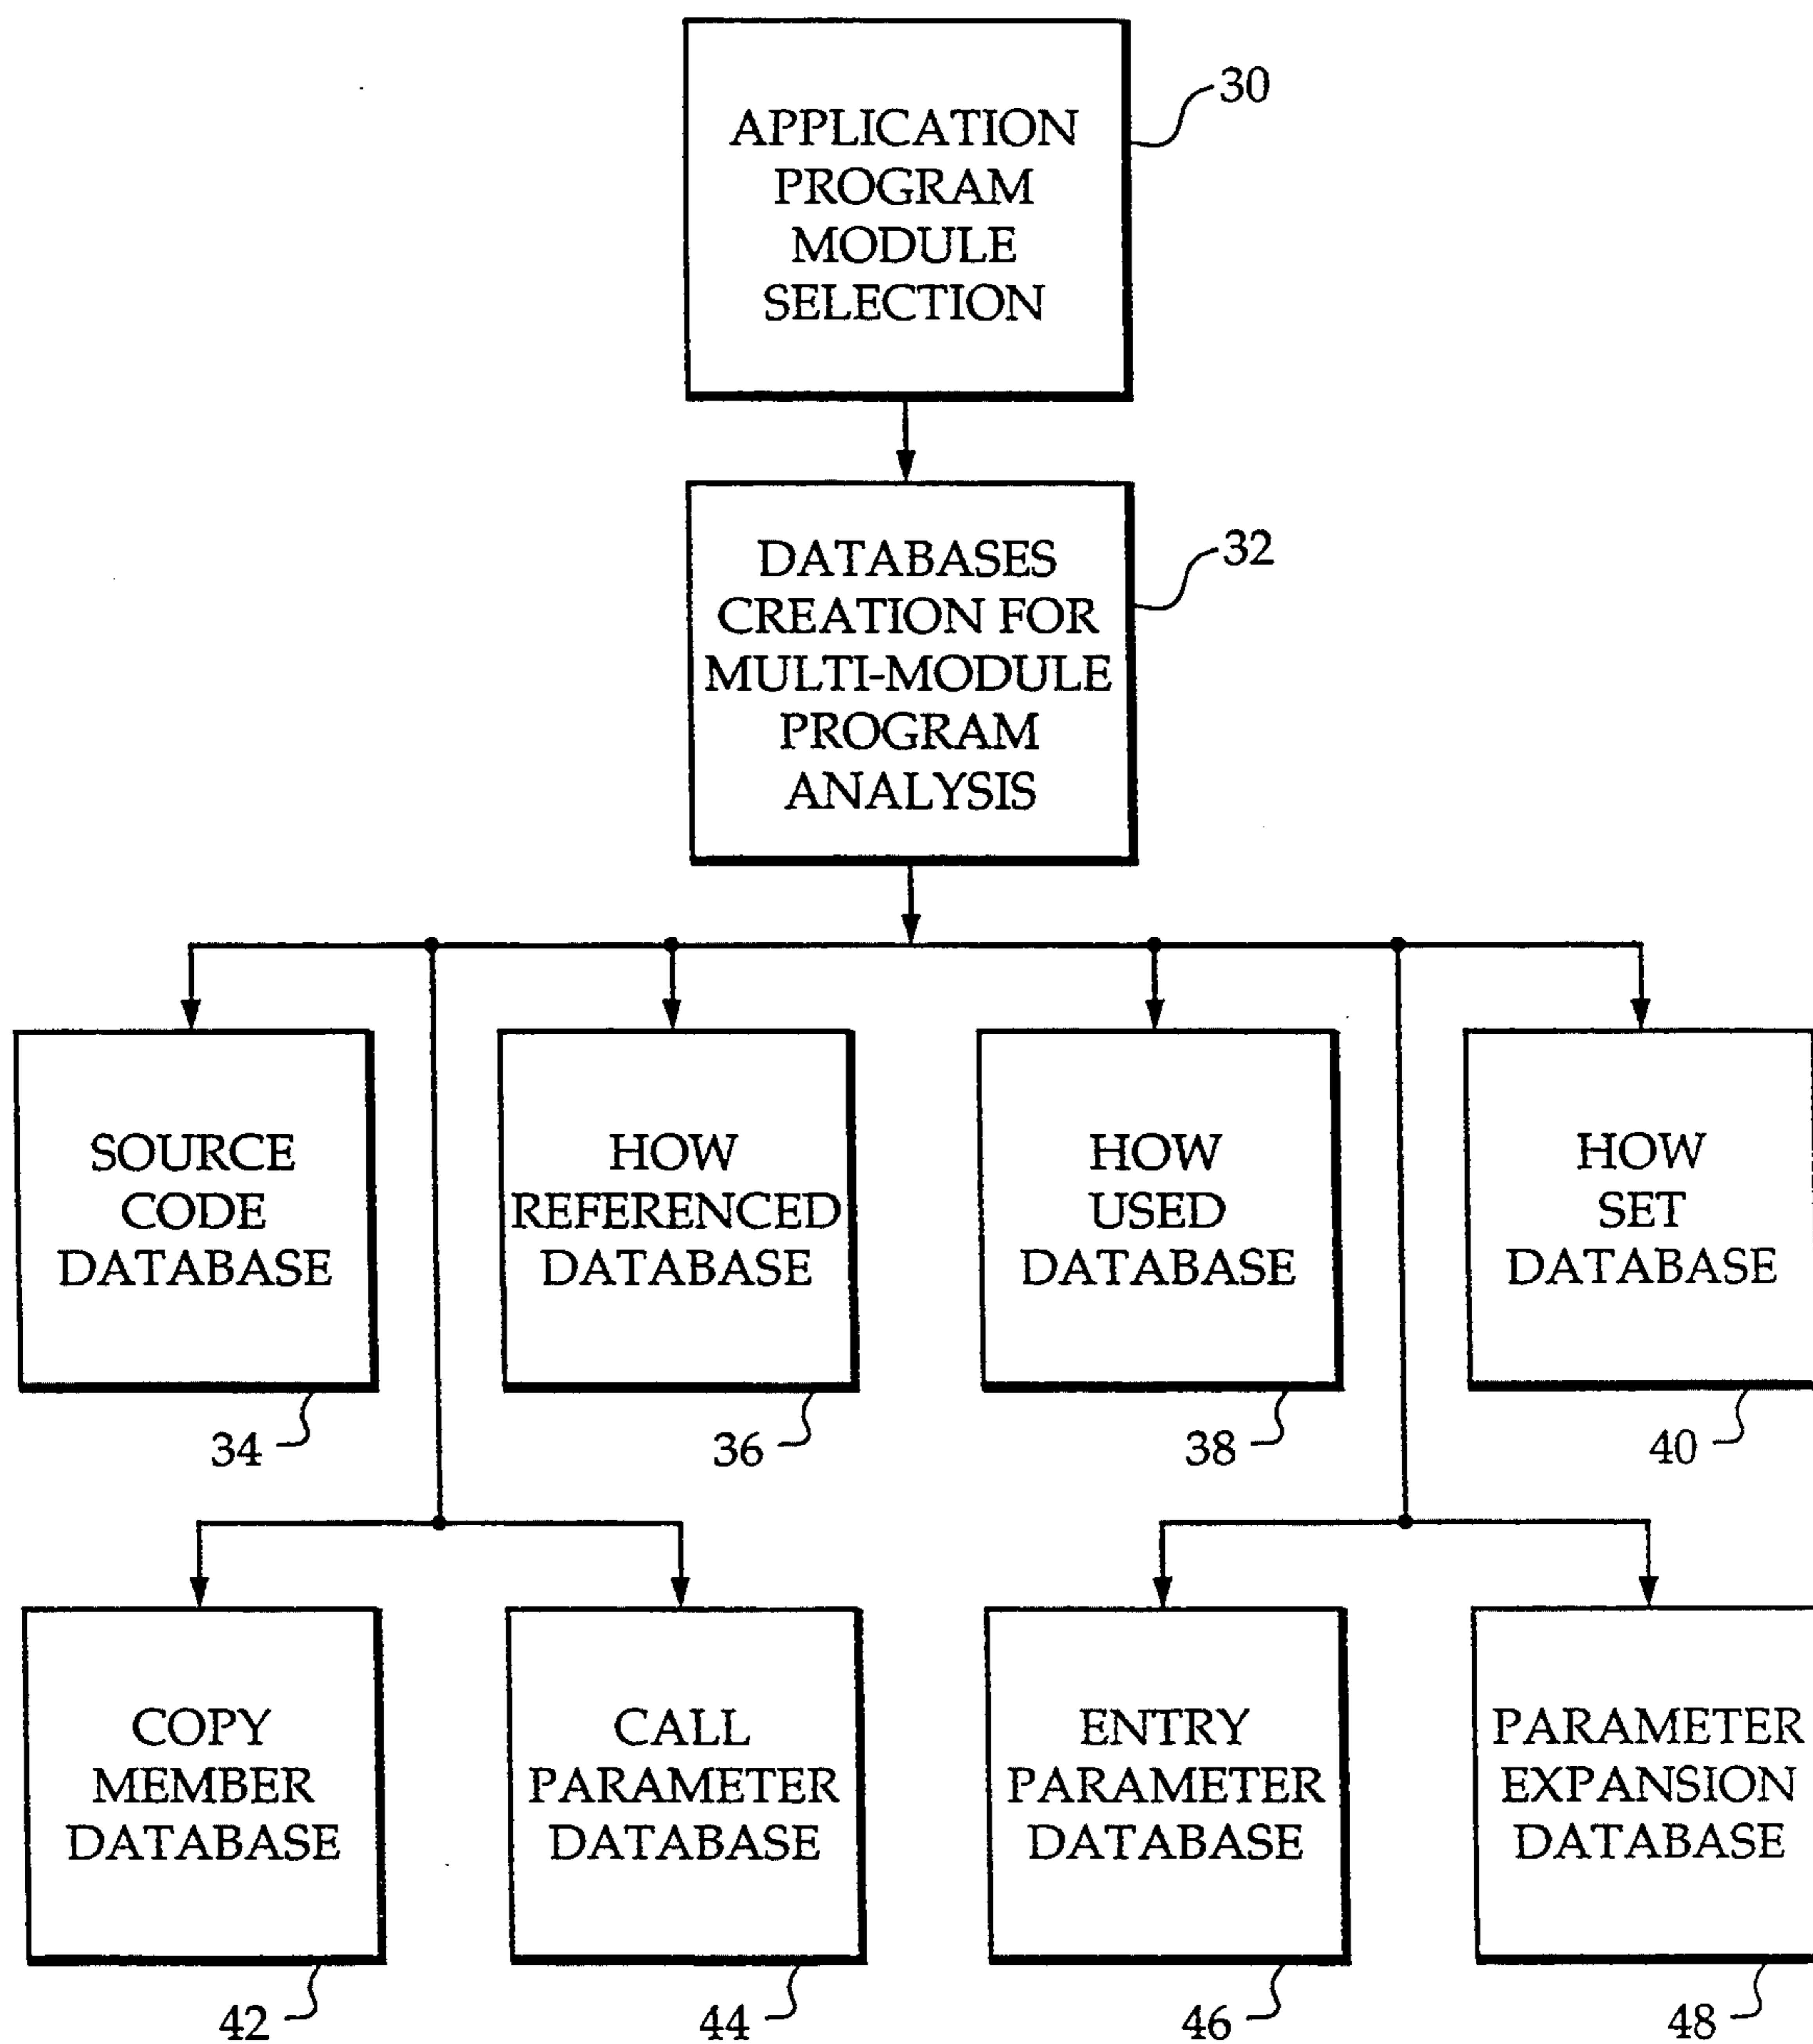 APPLICATION
PROGRAM
MODULE
SELECTION
30
DATABASES
CREATION FOR
MULTI-MODULE
PROGRAM
ANALYSIS
32
SOURCE
CODE
DATABASE
34
HOW
REFERENCED
DATABASE
36
HOW
USED
DATABASE
38
HOW
SET
DATABASE
40
COPY
MEMBER
DATABASE
42
CALL
PARAMETER
DATABASE
44
ENTRY
PARAMETER
DATABASE
46
PARAMETER
EXPANSION
DATABASE
48